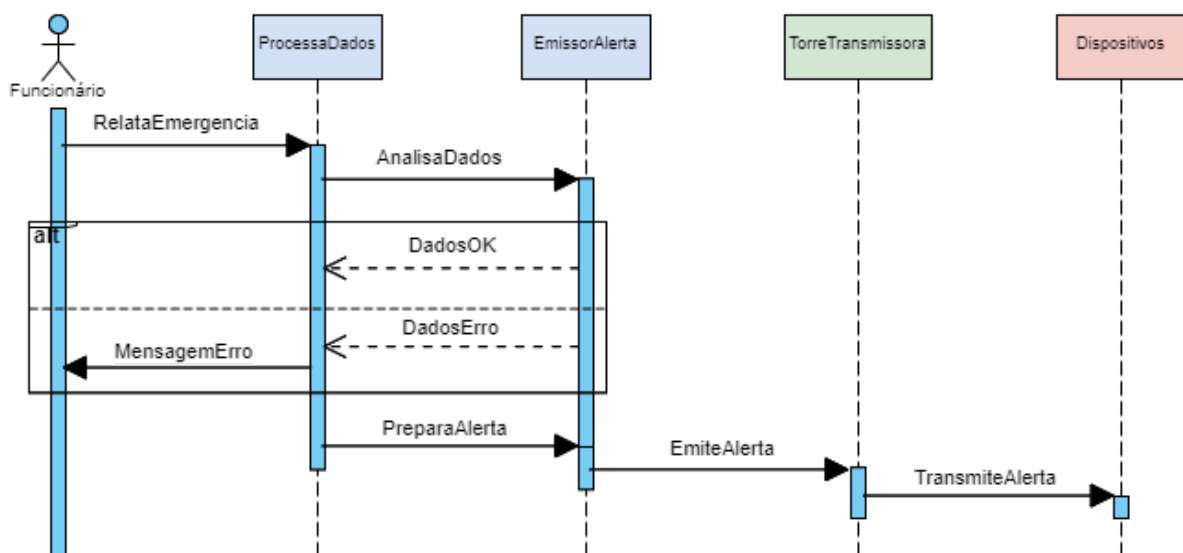 ProcessaDados
EmissorAlerta
TorreTransmissora
Dispositivos
Funcionário
RelataEmergencia
AnalisaDados
alt
DadosOK
DadosErro
MensagemErro
PreparaAlerta
EmiteAlerta
TransmiteAlerta